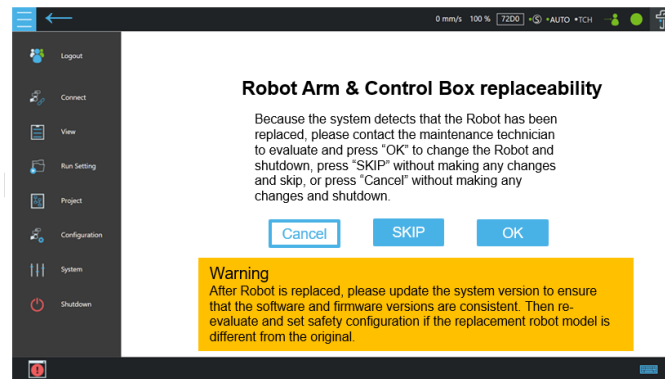 0 mm/s 100 % 72D0 •Ⓢ •AUTO •TCH
Logout
Connect
View
Run Setting
Project
Configuration
System
Shutdown
Robot Arm & Control Box replaceability
Because the system detects that the Robot has been
replaced, please contact the maintenance technician
to evaluate and press “OK” to change the Robot and
shutdown, press “SKIP” without making any changes
and skip, or press “Cancel” without making any
changes and shutdown.
Cancel
SKIP
OK
Warning
After Robot is replaced, please update the system version to ensure
that the software and firmware versions are consistent. Then re-
evaluate and set safety configuration if the replacement robot model is
different from the original.